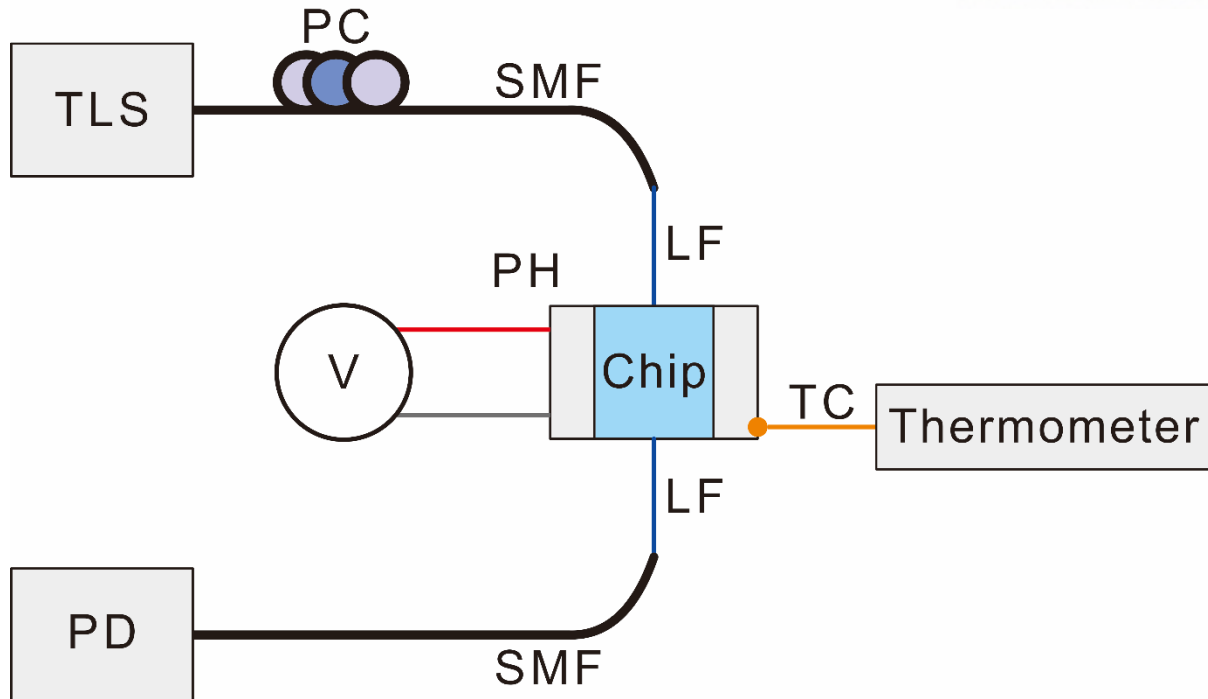 PC
TLS
SMF
LF
PH
V
Chip
TC
Thermometer
LF
PD
SMF